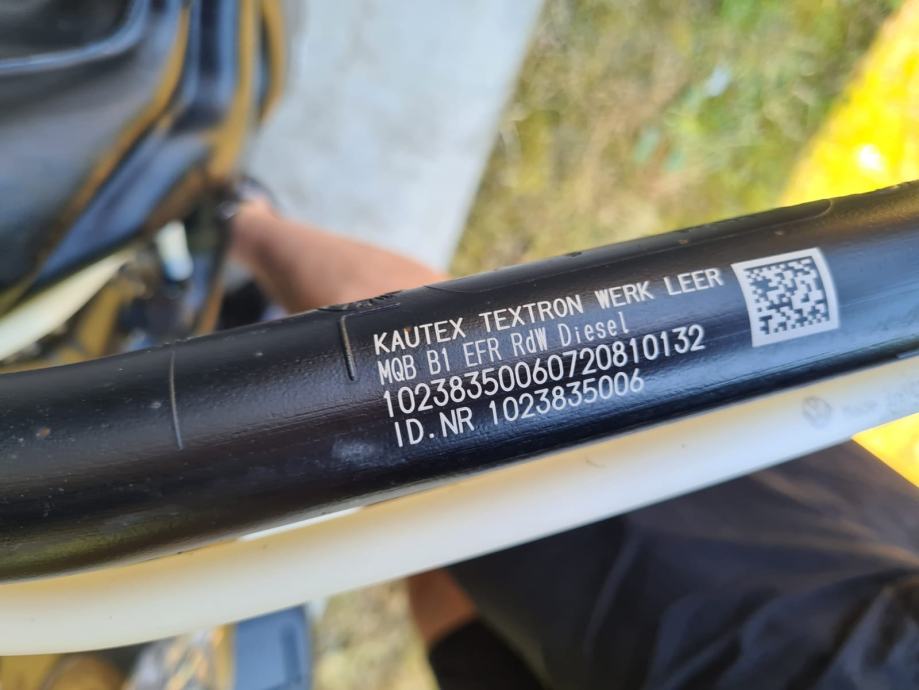 KAUTEX TEXTRON WERK LEER
MQB B1 EFR RdW Diesel
10238350060720810132
ID.NR 1023835006